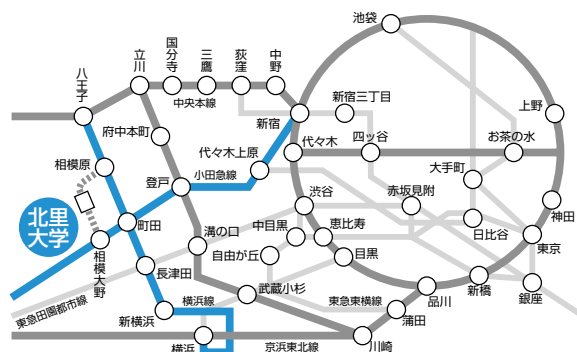 池袋
八王子
立川
国分寺
三鷹
荻窪
中野
中央本線
新宿
新宿三丁目
上野
府中本町
代々木上原
代々木
四ッ谷
お茶の水
相模原
登戸
小田急線
大手町
渋谷
赤坂見附
神田
北里
大学
町田
溝の口
中目黒
恵比寿
日比谷
東京
相模大野
自由が丘
目黒
長津田
東急田園都市線
新横浜
横浜線
武蔵小杉
東急東横線
品川
新橋
銀座
蒲田
横浜
京浜東北線
川崎